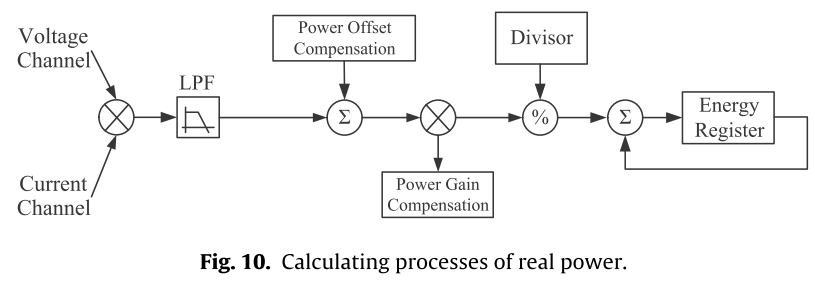 Voltage
Channel
Current
Channel
LPF
Power Offset
Compensation
Σ
Power Gain
Compensation
Divisor
%
Σ
Energy
Register
Fig. 10. Calculating processes of real power.